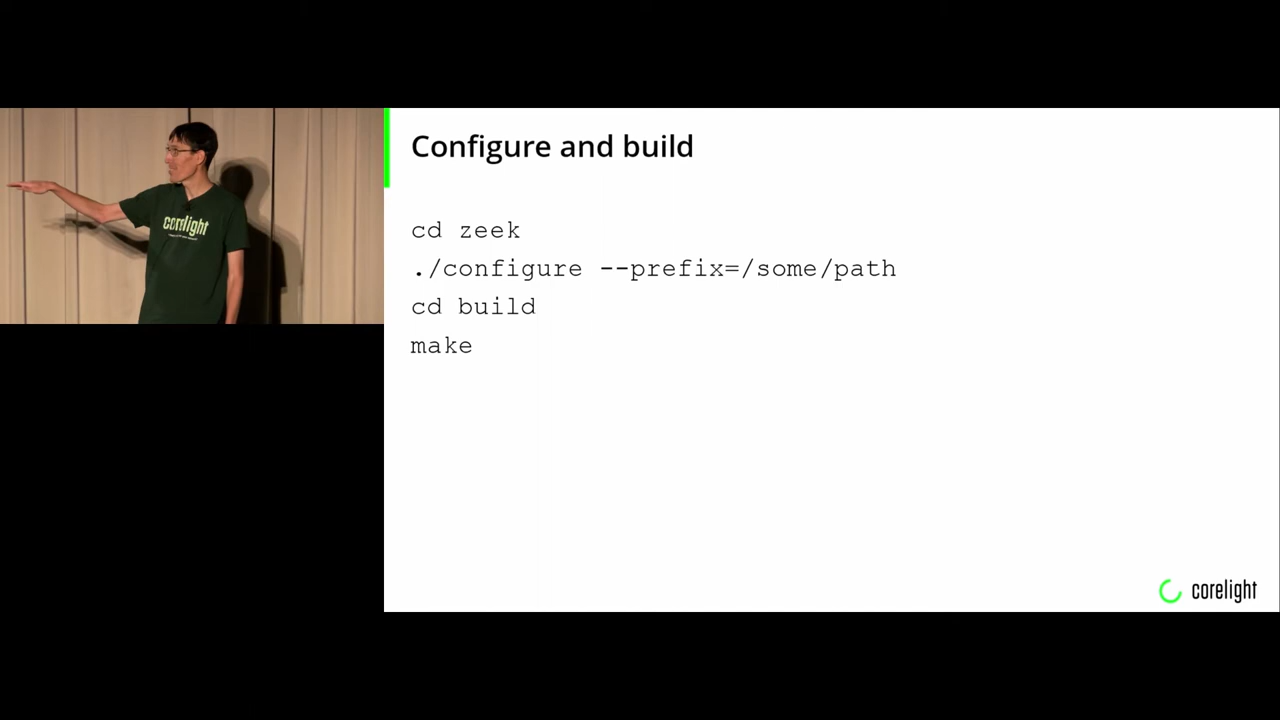 Configure and build
cd zeek
./configure --prefix=/some/path
cd build
make
corelight
corelight